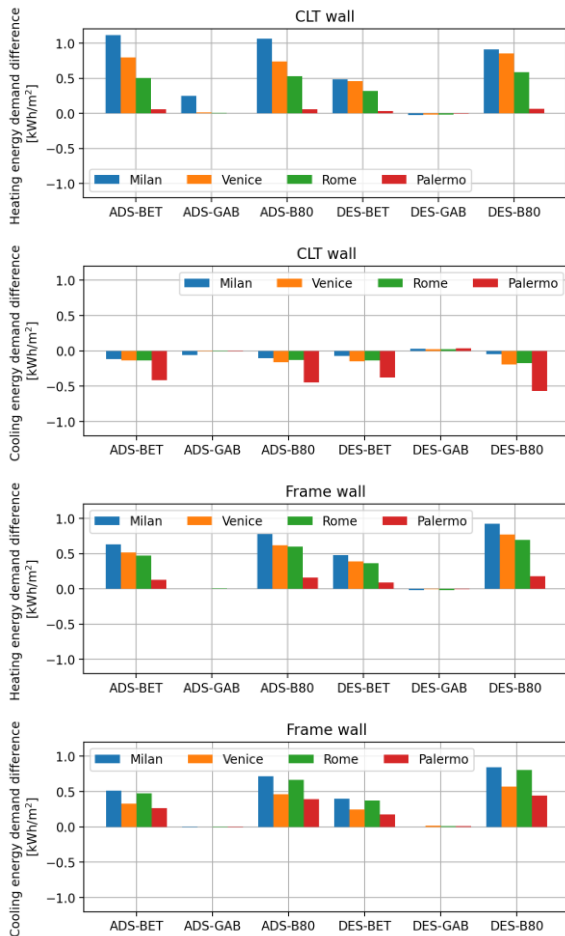 CLT wall
Heating energy demand difference
[kWh/m²]
1.0
0.5
0.0
−0.5
−1.0
Milan Venice Rome Palermo
ADS-BET ADS-GAB ADS-B80 DES-BET DES-GAB DES-B80
CLT wall
Cooling energy demand difference
[kWh/m²]
1.0
0.5
0.0
−0.5
−1.0
Milan Venice Rome Palermo
ADS-BET ADS-GAB ADS-B80 DES-BET DES-GAB DES-B80
Frame wall
Heating energy demand difference
[kWh/m²]
1.0
0.5
0.0
−0.5
−1.0
Milan Venice Rome Palermo
ADS-BET ADS-GAB ADS-B80 DES-BET DES-GAB DES-B80
Frame wall
Cooling energy demand difference
[kWh/m²]
1.0
0.5
0.0
−0.5
−1.0
Milan Venice Rome Palermo
ADS-BET ADS-GAB ADS-B80 DES-BET DES-GAB DES-B80